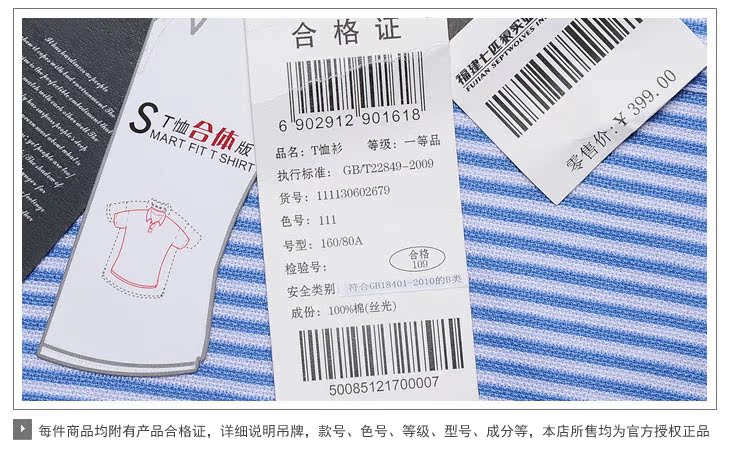 合格证
6 902912 901618
品名：T恤衫 等级：一等品
执行标准： GB/T22849-2009
货号：111130602679
色号：111
号型：160/80A
检验号：
合格
109
安全类别
符合GB18401-2010的B类
成份：100%棉(丝光)
50085121700007
T恤合体版
SMART FIT T SHIRT
福建七匹狼实业
FUJIAN SEPTWOLVES IN
零售价:￥399.00
每件商品均附有产品合格证，详细说明吊牌，款号、色号、等级、型号、成分等，本店所售均为官方授权正品